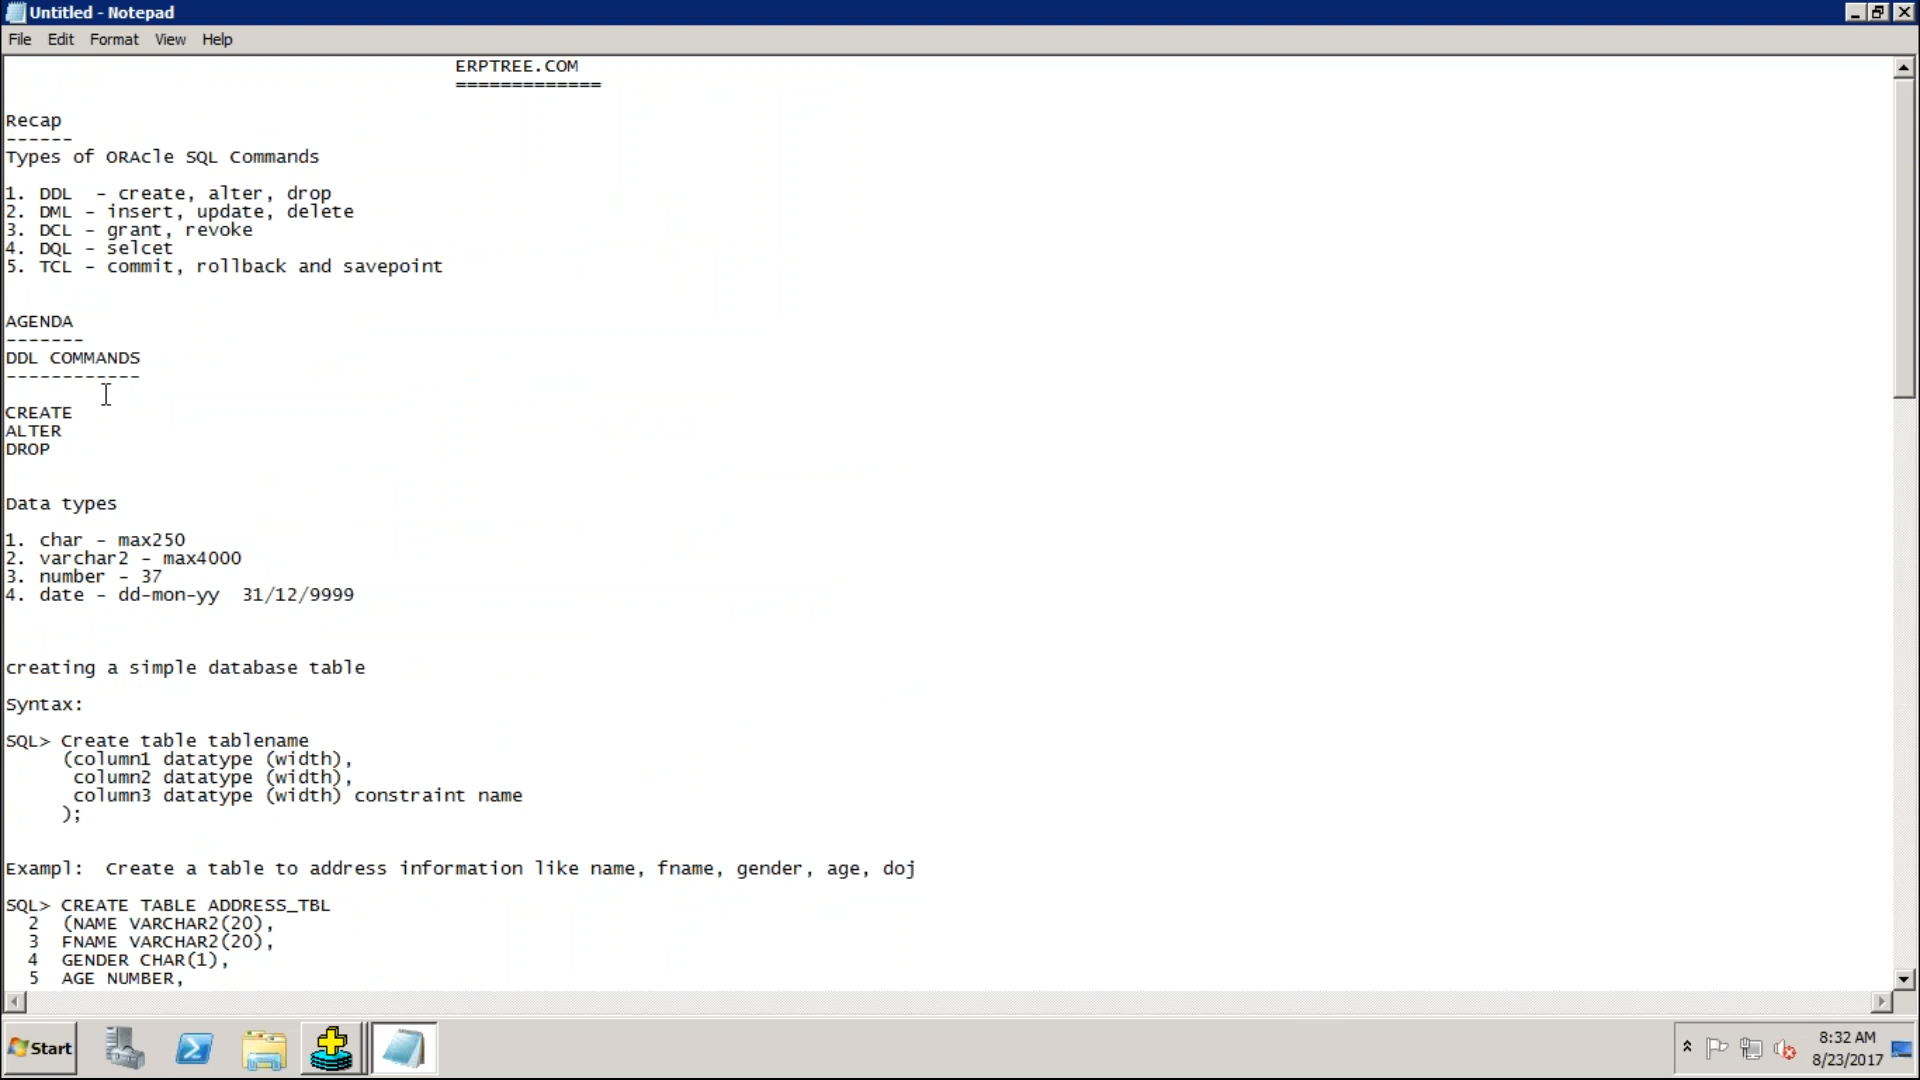 Untitled - Notepad
File Edit Format View Help
ERPTREE.COM
=============
Recap
------
Types of ORAcle SQL Commands
1. DDL  - create, alter, drop
2. DML - insert, update, delete
3. DCL - grant, revoke
4. DQL - selcet
5. TCL - commit, rollback and savepoint
AGENDA
-------
DDL COMMANDS
------------
CREATE
ALTER
DROP
Data types
1. char - max250
2. varchar2 - max4000
3. number - 37
4. date - dd-mon-yy  31/12/9999
creating a simple database table
Syntax:
SQL> Create table tablename
(column1 datatype (width),
column2 datatype (width),
column3 datatype (width) constraint name
);
Exampl:  Create a table to address information like name, fname, gender, age, doj
SQL> CREATE TABLE ADDRESS_TBL
2  (NAME VARCHAR2(20),
3  FNAME VARCHAR2(20),
4  GENDER CHAR(1),
5  AGE NUMBER,
Start
8:32 AM
8/23/2017